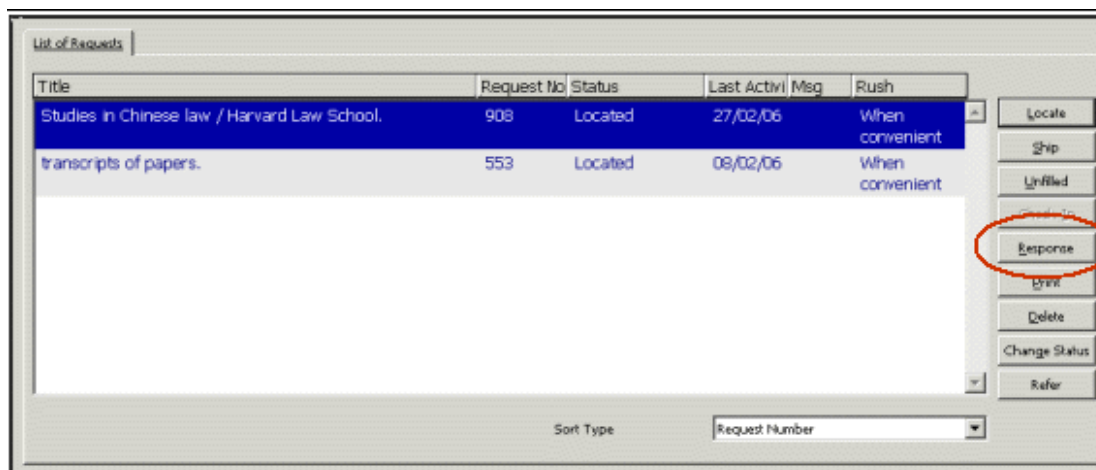 List of Requests
Title Request No Status Last Activi Msg Rush
Studies in Chinese law / Harvard Law School. 908 Located 27/02/06 When
convenient
transcripts of papers. 553 Located 08/02/06 When
convenient
Locate
Ship
Unfilled
Response
Print
Delete
Change Status
Refer
Sort Type Request Number